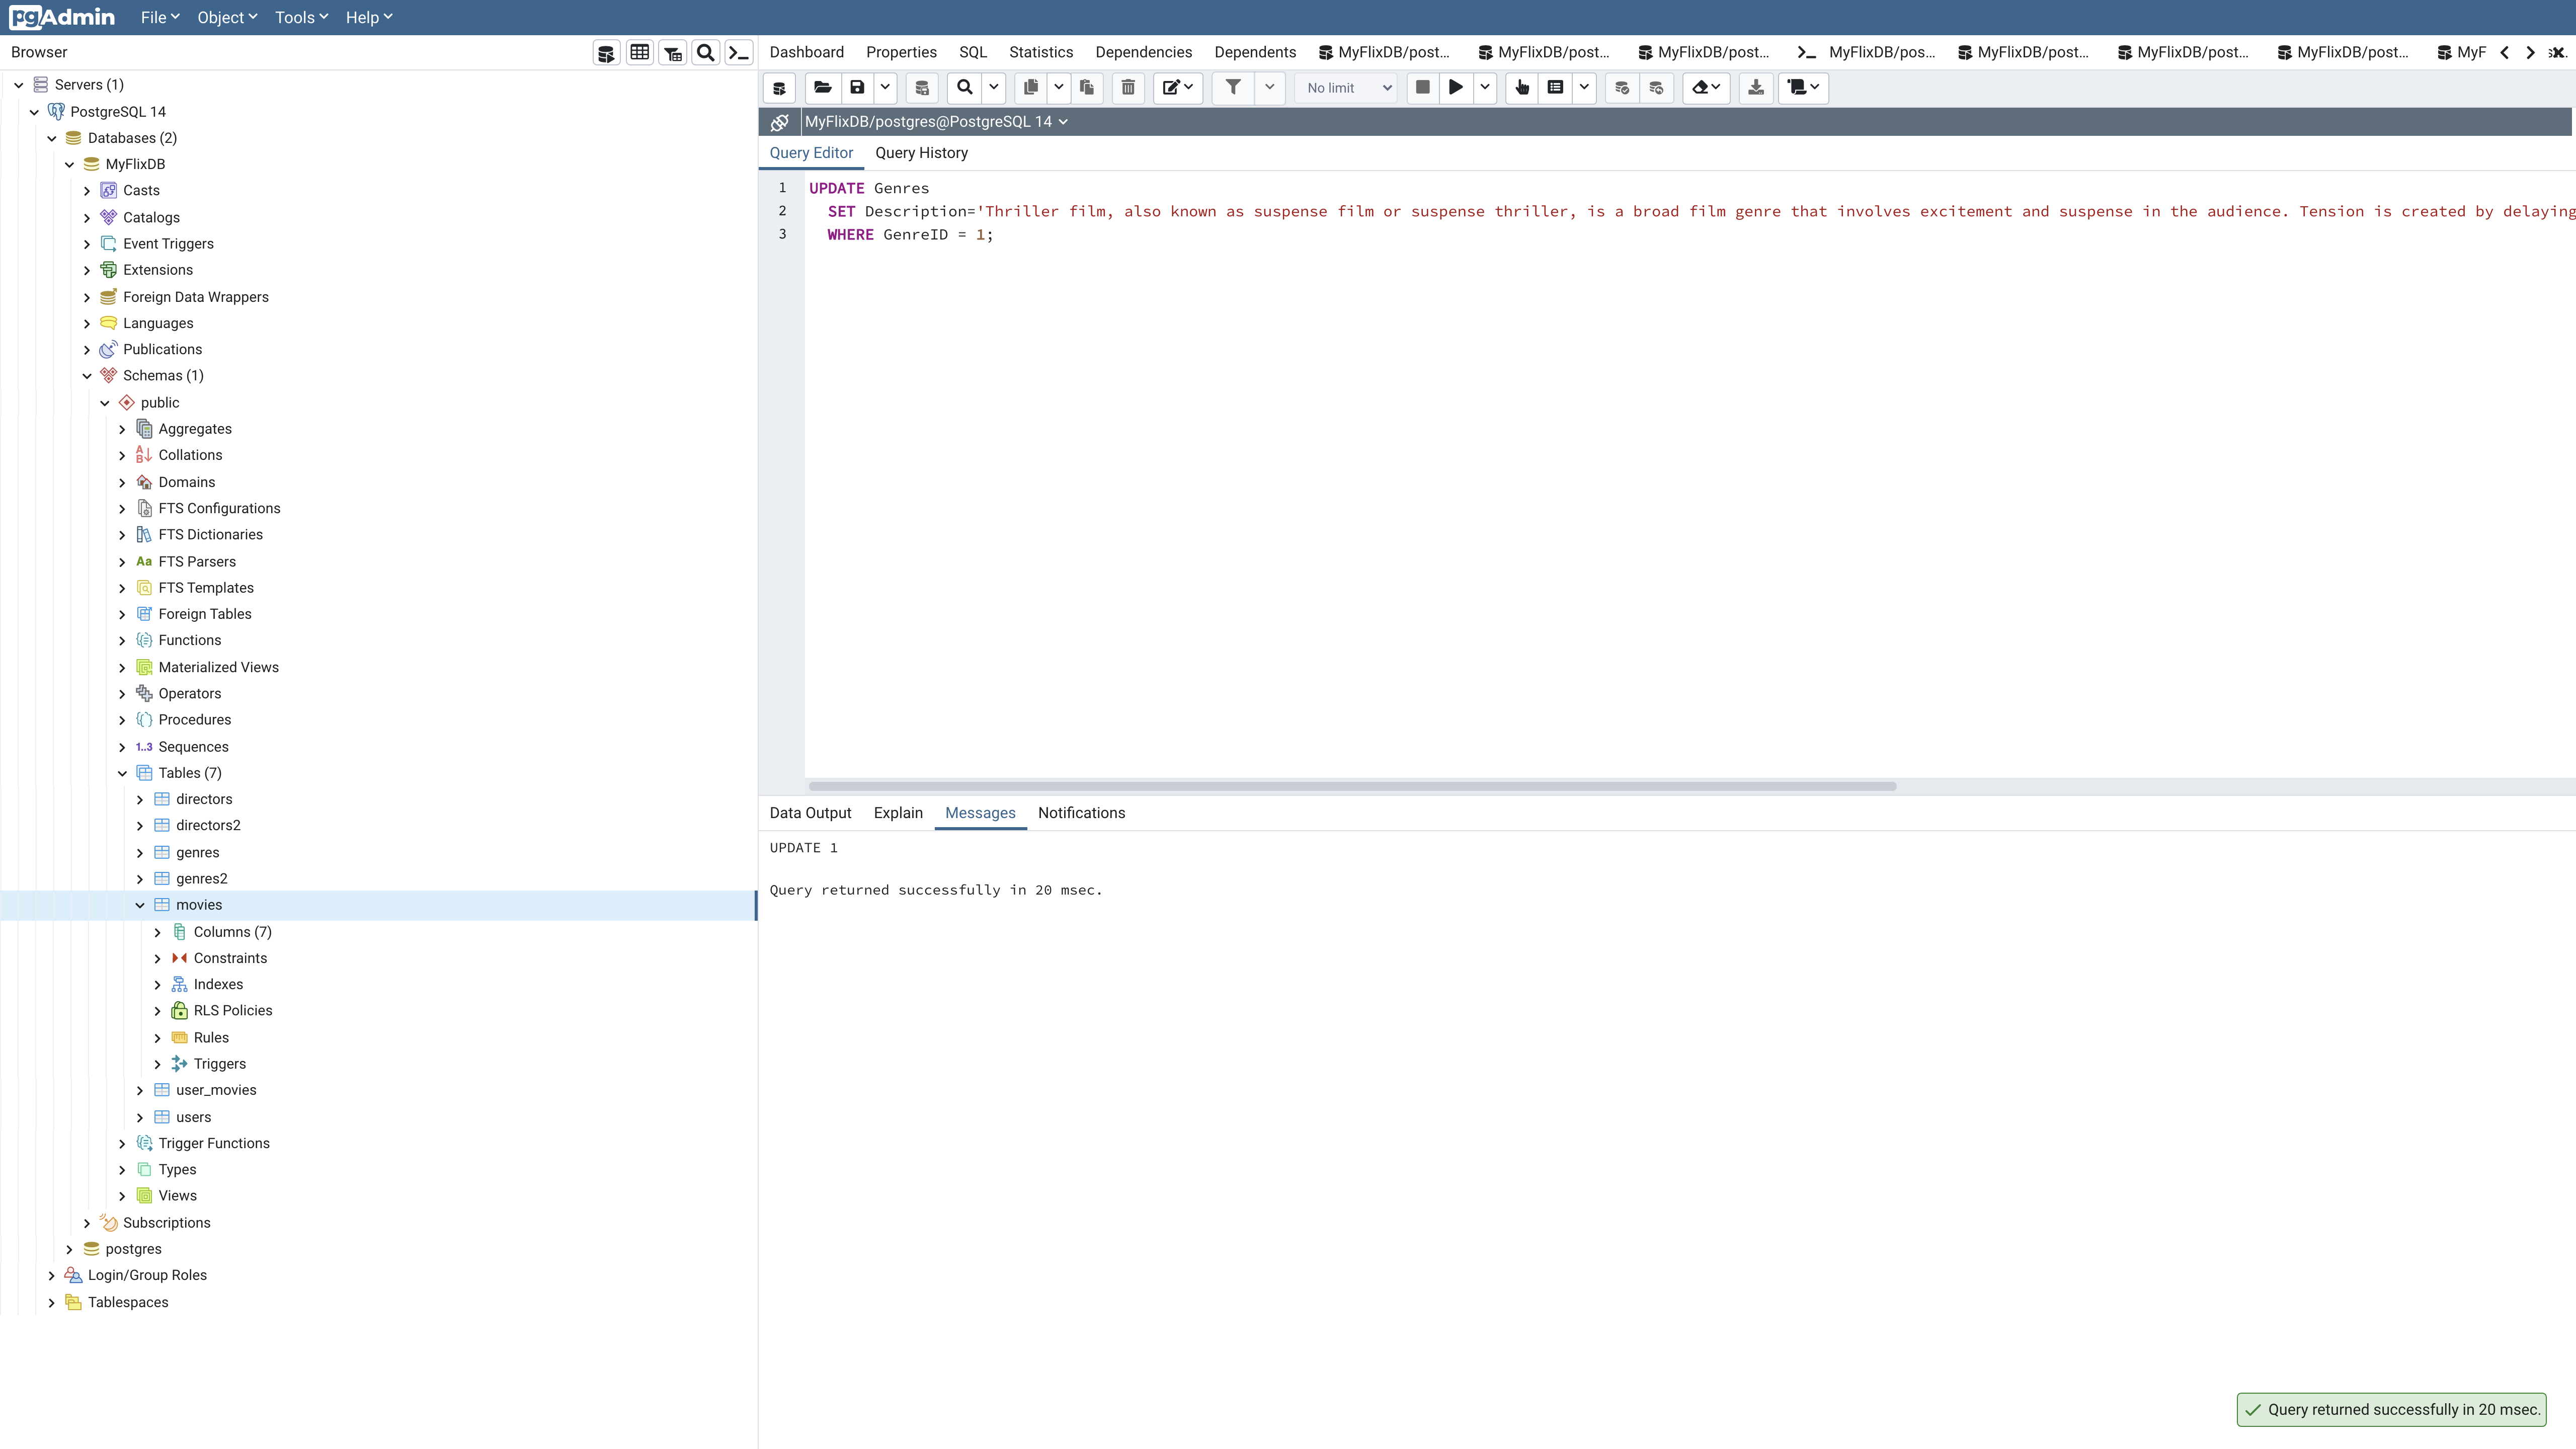 pgAdmin File Object Tools Help
Browser
Dashboard Properties SQL Statistics Dependencies Dependents MyFlixDB/post... MyFlixDB/post... MyFlixDB/post... MyFlixDB/pos... MyFlixDB/post... MyFlixDB/post... MyFlixDB/post... MyF
No limit
MyFlixDB/postgres@PostgreSQL 14
Query Editor Query History
1 UPDATE Genres
2 SET Description='Thriller film, also known as suspense film or suspense thriller, is a broad film genre that involves excitement and suspense in the audience. Tension is created by delaying
3 WHERE GenreID = 1;
Servers (1)
PostgreSQL 14
Databases (2)
MyFlixDB
Casts
Catalogs
Event Triggers
Extensions
Foreign Data Wrappers
Languages
Publications
Schemas (1)
public
Aggregates
Collations
Domains
FTS Configurations
FTS Dictionaries
Aa FTS Parsers
FTS Templates
Foreign Tables
Functions
Materialized Views
Operators
Procedures
1..3 Sequences
Tables (7)
directors
directors2
genres
genres2
movies
Columns (7)
Constraints
Indexes
RLS Policies
Rules
Triggers
user_movies
users
Trigger Functions
Types
Views
Subscriptions
postgres
Login/Group Roles
Tablespaces
Data Output Explain Messages Notifications
UPDATE 1
Query returned successfully in 20 msec.
Query returned successfully in 20 msec.